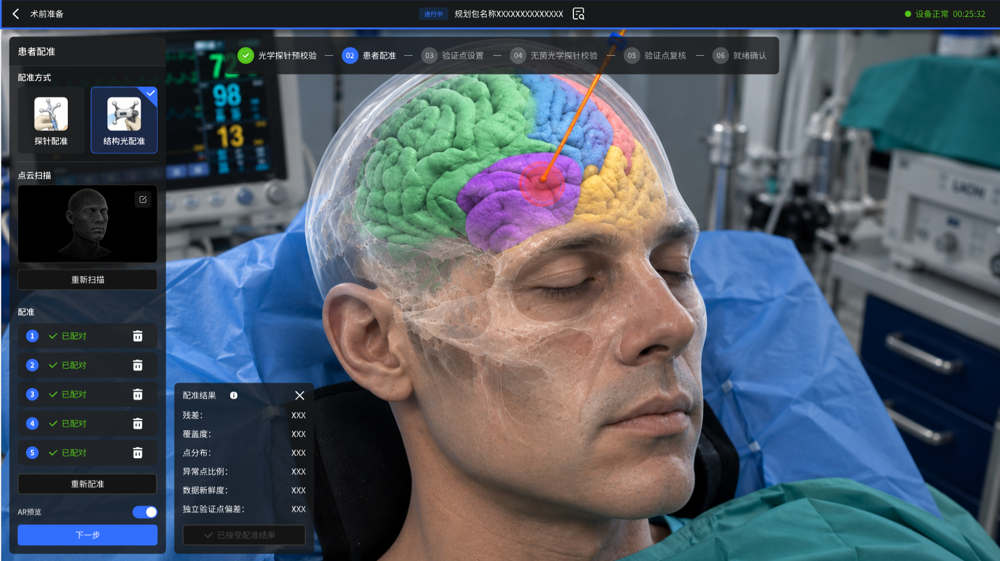 术前准备
进行中 规划包名称XXXXXXXXXXXXXX
设备正常 00:25:32
光学探针预校验 — 02 患者配准 — 03 验证点设置 — 04 无菌光学探针校验 — 05 验证点复核 — 06 就绪确认
患者配准
配准方式
探针配准
结构光配准
点云扫描
重新扫描
配准
1 已配对
2 已配对
3 已配对
4 已配对
5 已配对
重新配准
AR预览
下一步
配准结果
残差： XXX
覆盖度： XXX
点分布： XXX
异常点比例： XXX
数据新鲜度： XXX
独立验证点偏差： XXX
已接受配准结果
72
98
13